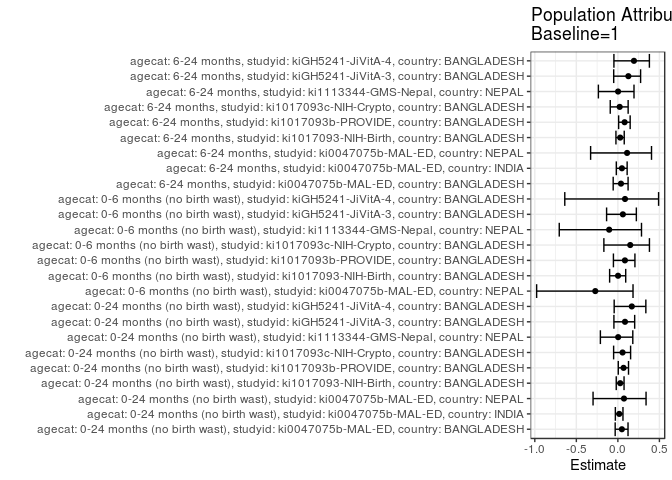 Population Attribu
Baseline=1
agecat: 6-24 months, studyid: kiGH5241-JiVitA-4, country: BANGLADESH
agecat: 6-24 months, studyid: kiGH5241-JiVitA-3, country: BANGLADESH
agecat: 6-24 months, studyid: ki1113344-GMS-Nepal, country: NEPAL
agecat: 6-24 months, studyid: ki1017093c-NIH-Crypto, country: BANGLADESH
agecat: 6-24 months, studyid: ki1017093b-PROVIDE, country: BANGLADESH
agecat: 6-24 months, studyid: ki1017093-NIH-Birth, country: BANGLADESH
agecat: 6-24 months, studyid: ki0047075b-MAL-ED, country: NEPAL
agecat: 6-24 months, studyid: ki0047075b-MAL-ED, country: INDIA
agecat: 6-24 months, studyid: ki0047075b-MAL-ED, country: BANGLADESH
agecat: 0-6 months (no birth wast), studyid: kiGH5241-JiVitA-4, country: BANGLADESH
agecat: 0-6 months (no birth wast), studyid: kiGH5241-JiVitA-3, country: BANGLADESH
agecat: 0-6 months (no birth wast), studyid: ki1113344-GMS-Nepal, country: NEPAL
agecat: 0-6 months (no birth wast), studyid: ki1017093c-NIH-Crypto, country: BANGLADESH
agecat: 0-6 months (no birth wast), studyid: ki1017093b-PROVIDE, country: BANGLADESH
agecat: 0-6 months (no birth wast), studyid: ki1017093-NIH-Birth, country: BANGLADESH
agecat: 0-6 months (no birth wast), studyid: ki0047075b-MAL-ED, country: NEPAL
agecat: 0-24 months (no birth wast), studyid: kiGH5241-JiVitA-4, country: BANGLADESH
agecat: 0-24 months (no birth wast), studyid: kiGH5241-JiVitA-3, country: BANGLADESH
agecat: 0-24 months (no birth wast), studyid: ki1113344-GMS-Nepal, country: NEPAL
agecat: 0-24 months (no birth wast), studyid: ki1017093c-NIH-Crypto, country: BANGLADESH
agecat: 0-24 months (no birth wast), studyid: ki1017093b-PROVIDE, country: BANGLADESH
agecat: 0-24 months (no birth wast), studyid: ki1017093-NIH-Birth, country: BANGLADESH
agecat: 0-24 months (no birth wast), studyid: ki0047075b-MAL-ED, country: NEPAL
agecat: 0-24 months (no birth wast), studyid: ki0047075b-MAL-ED, country: INDIA
agecat: 0-24 months (no birth wast), studyid: ki0047075b-MAL-ED, country: BANGLADESH
-1.0 -0.5 0.0 0.5
Estimate